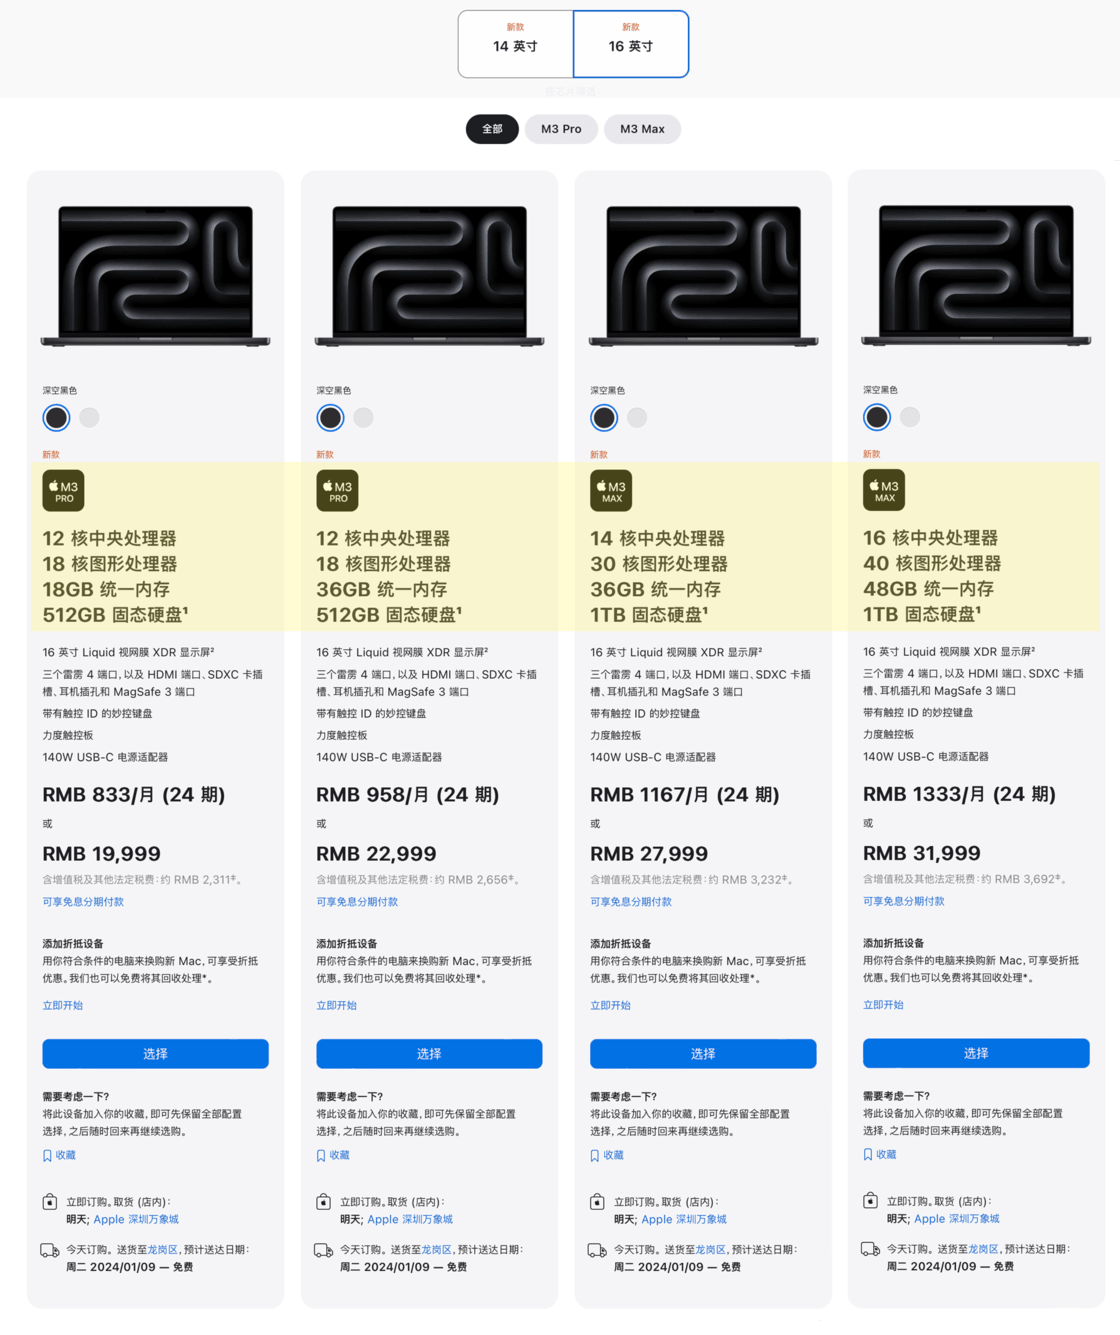 新款
14 英寸
新款
16 英寸
按芯片筛选:
全部
M3 Pro
M3 Max
深空黑色
新款
M3
PRO
12 核中央处理器
18 核图形处理器
18GB 统一内存
512GB 固态硬盘¹
16 英寸 Liquid 视网膜 XDR 显示屏²
三个雷雳 4 端口，以及 HDMI 端口、SDXC 卡插
槽、耳机插孔和 MagSafe 3 端口
带有触控 ID 的妙控键盘
力度触控板
140W USB-C 电源适配器
RMB 833/月 (24 期)
或
RMB 19,999
含增值税及其他法定税费：约 RMB 2,311‡。
可享免息分期付款
添加折抵设备
用你符合条件的电脑来换购新 Mac，可享受折抵
优惠。我们也可以免费将其回收处理*。
立即开始
选择
需要考虑一下？
将此设备加入你的收藏，即可先保留全部配置
选择，之后随时回来再继续选购。
收藏
立即订购。取货 (店内)：
明天; Apple 深圳万象城
今天订购。送货至龙岗区，预计送达日期：
周二 2024/01/09 — 免费
深空黑色
新款
M3
PRO
12 核中央处理器
18 核图形处理器
36GB 统一内存
512GB 固态硬盘¹
16 英寸 Liquid 视网膜 XDR 显示屏²
三个雷雳 4 端口，以及 HDMI 端口、SDXC 卡插
槽、耳机插孔和 MagSafe 3 端口
带有触控 ID 的妙控键盘
力度触控板
140W USB-C 电源适配器
RMB 958/月 (24 期)
或
RMB 22,999
含增值税及其他法定税费：约 RMB 2,656‡。
可享免息分期付款
添加折抵设备
用你符合条件的电脑来换购新 Mac，可享受折抵
优惠。我们也可以免费将其回收处理*。
立即开始
选择
需要考虑一下？
将此设备加入你的收藏，即可先保留全部配置
选择，之后随时回来再继续选购。
收藏
立即订购。取货 (店内)：
明天; Apple 深圳万象城
今天订购。送货至龙岗区，预计送达日期：
周二 2024/01/09 — 免费
深空黑色
新款
M3
MAX
14 核中央处理器
30 核图形处理器
36GB 统一内存
1TB 固态硬盘¹
16 英寸 Liquid 视网膜 XDR 显示屏²
三个雷雳 4 端口，以及 HDMI 端口、SDXC 卡插
槽、耳机插孔和 MagSafe 3 端口
带有触控 ID 的妙控键盘
力度触控板
140W USB-C 电源适配器
RMB 1167/月 (24 期)
或
RMB 27,999
含增值税及其他法定税费：约 RMB 3,232‡。
可享免息分期付款
添加折抵设备
用你符合条件的电脑来换购新 Mac，可享受折抵
优惠。我们也可以免费将其回收处理*。
立即开始
选择
需要考虑一下？
将此设备加入你的收藏，即可先保留全部配置
选择，之后随时回来再继续选购。
收藏
立即订购。取货 (店内)：
明天; Apple 深圳万象城
今天订购。送货至龙岗区，预计送达日期：
周二 2024/01/09 — 免费
深空黑色
新款
M3
MAX
16 核中央处理器
40 核图形处理器
48GB 统一内存
1TB 固态硬盘¹
16 英寸 Liquid 视网膜 XDR 显示屏²
三个雷雳 4 端口，以及 HDMI 端口、SDXC 卡插
槽、耳机插孔和 MagSafe 3 端口
带有触控 ID 的妙控键盘
力度触控板
140W USB-C 电源适配器
RMB 1333/月 (24 期)
或
RMB 31,999
含增值税及其他法定税费：约 RMB 3,692‡。
可享免息分期付款
添加折抵设备
用你符合条件的电脑来换购新 Mac，可享受折抵
优惠。我们也可以免费将其回收处理*。
立即开始
选择
需要考虑一下？
将此设备加入你的收藏，即可先保留全部配置
选择，之后随时回来再继续选购。
收藏
立即订购。取货 (店内)：
明天; Apple 深圳万象城
今天订购。送货至龙岗区，预计送达日期：
周二 2024/01/09 — 免费